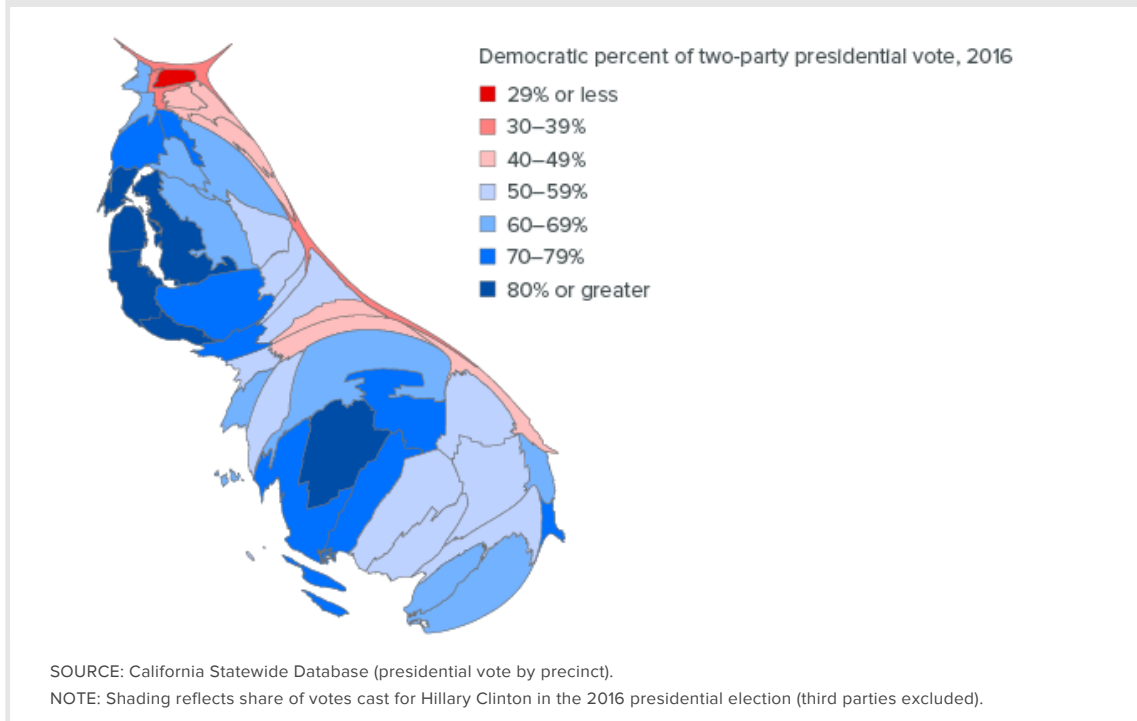 Democratic percent of two-party presidential vote, 2016
29% or less
30–39%
40–49%
50–59%
60–69%
70–79%
80% or greater
SOURCE: California Statewide Database (presidential vote by precinct).
NOTE: Shading reflects share of votes cast for Hillary Clinton in the 2016 presidential election (third parties excluded).